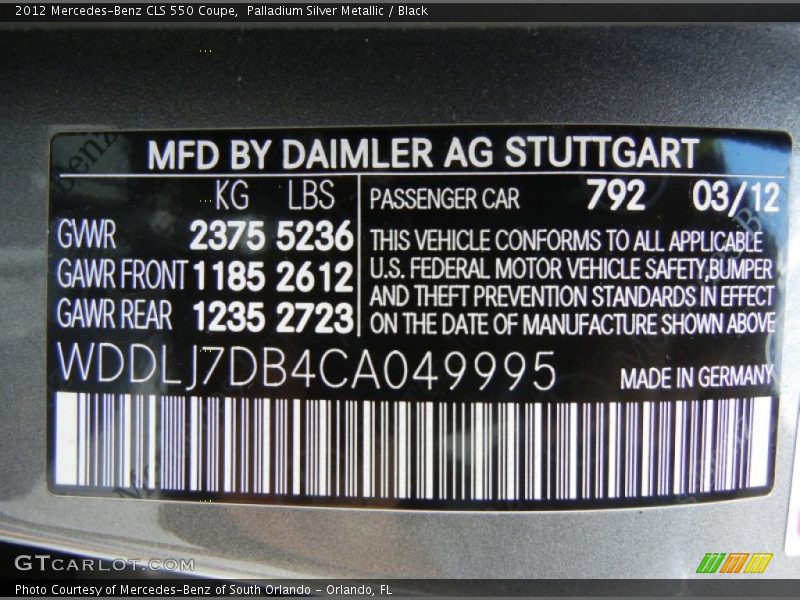 2012 Mercedes-Benz CLS 550 Coupe,  Palladium Silver Metallic / Black
MFD BY DAIMLER AG STUTTGART
KG LBS
GWR 2375 5236
GAWR FRONT 1185 2612
GAWR REAR 1235 2723
PASSENGER CAR 792 03/12
THIS VEHICLE CONFORMS TO ALL APPLICABLE
U.S. FEDERAL MOTOR VEHICLE SAFETY,BUMPER
AND THEFT PREVENTION STANDARDS IN EFFECT
ON THE DATE OF MANUFACTURE SHOWN ABOVE
WDDLJ7DB4CA049995
MADE IN GERMANY
GTCARLOT.COM
Photo Courtesy of Mercedes-Benz of South Orlando - Orlando, FL